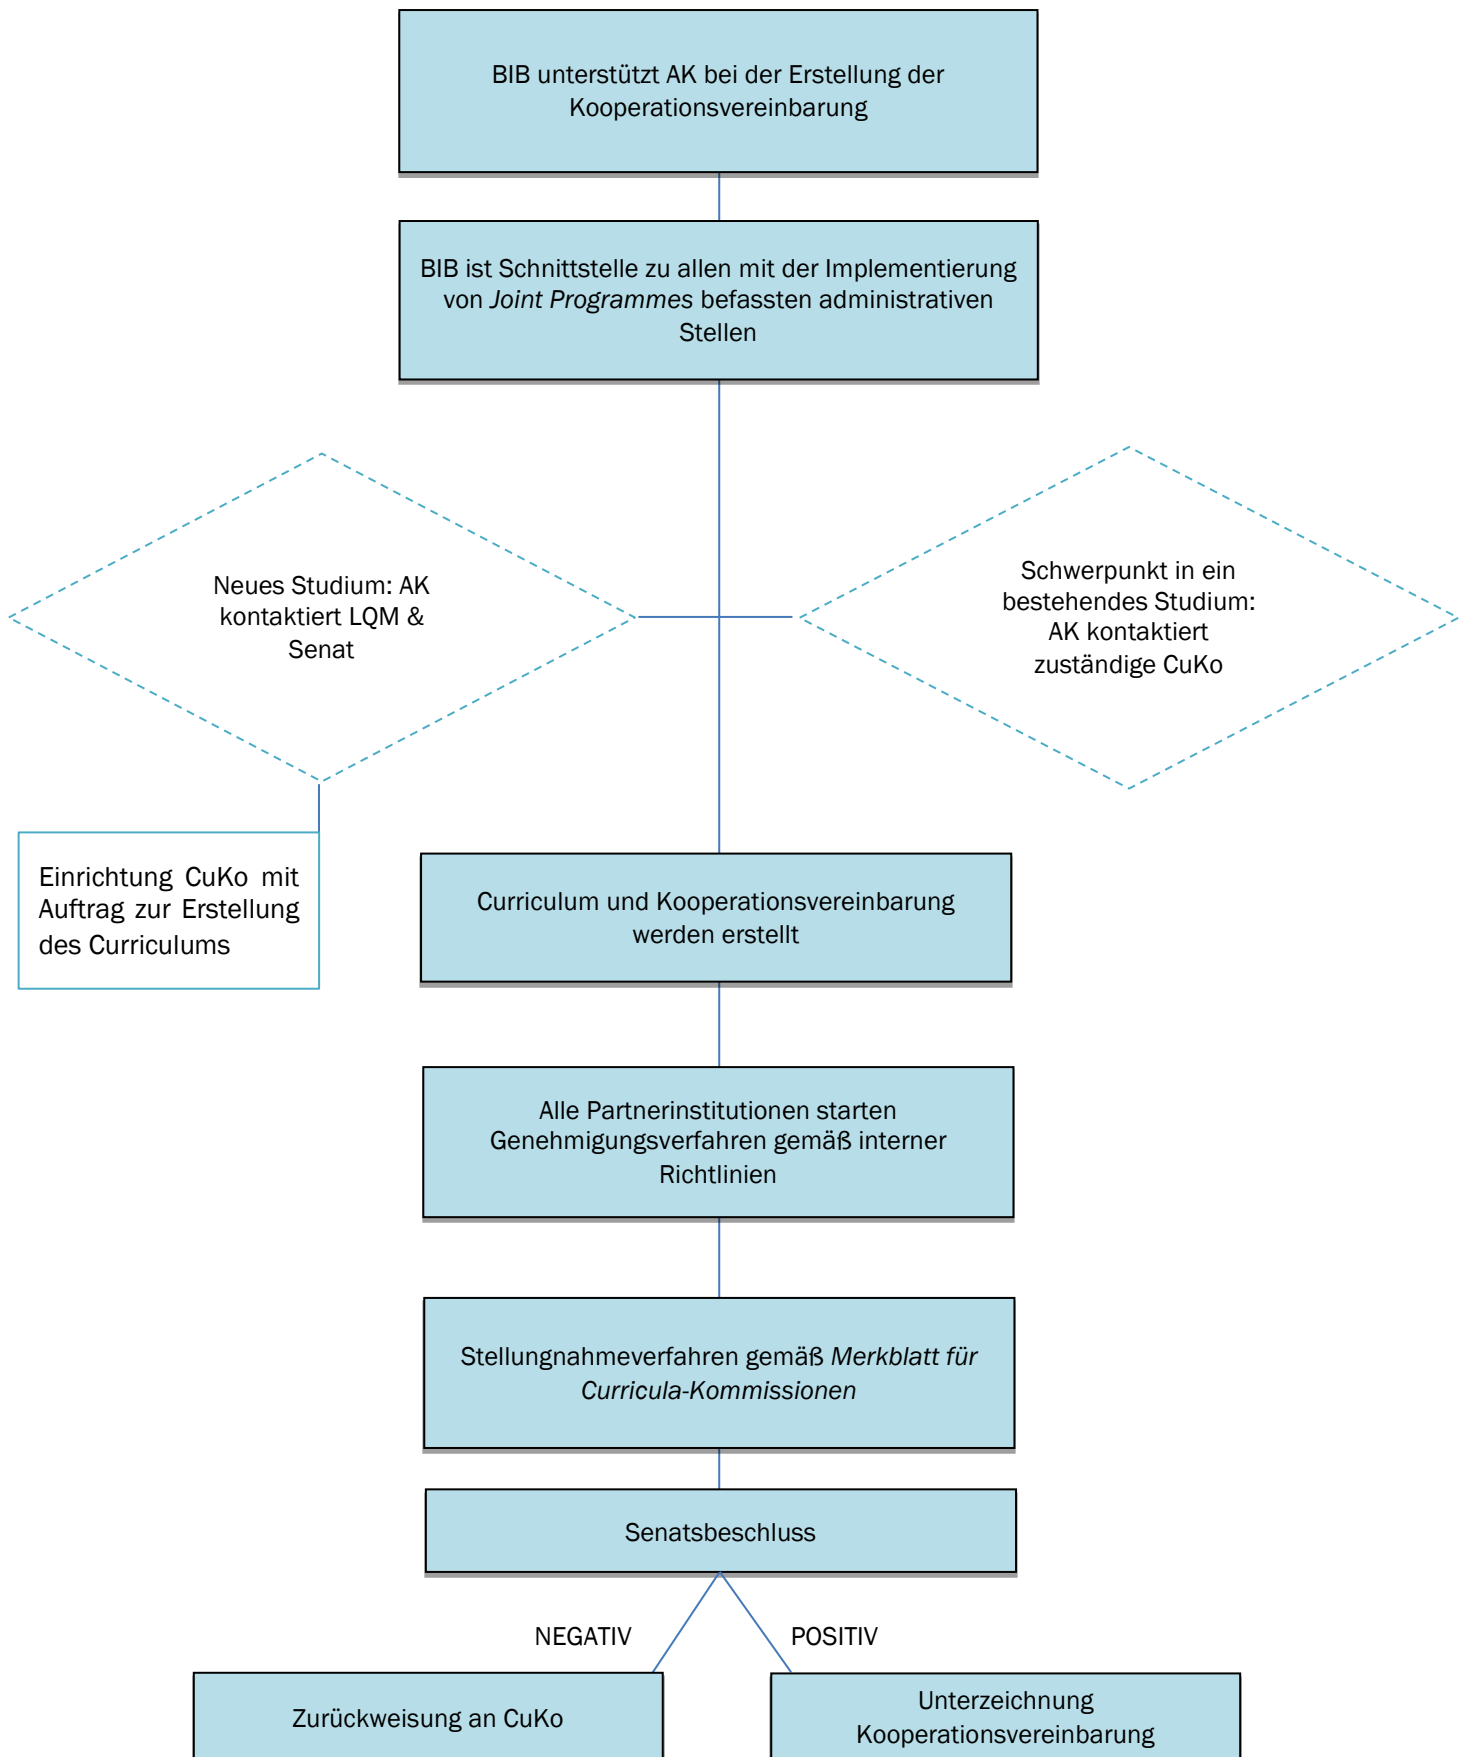 BIB unterstützt AK bei der Erstellung der
Kooperationsvereinbarung
BIB ist Schnittstelle zu allen mit der Implementierung
von Joint Programmes befassten administrativen
Stellen
Neues Studium: AK
kontaktiert LQM &
Senat
Schwerpunkt in ein
bestehendes Studium:
AK kontaktiert
zuständige CuKo
Einrichtung CuKo mit
Auftrag zur Erstellung
des Curriculums
Curriculum und Kooperationsvereinbarung
werden erstellt
Alle Partnerinstitutionen starten
Genehmigungsverfahren gemäß interner
Richtlinien
Stellungnahmeverfahren gemäß Merkblatt für
Curricula-Kommissionen
Senatsbeschluss
NEGATIV
POSITIV
Zurückweisung an CuKo
Unterzeichnung
Kooperationsvereinbarung